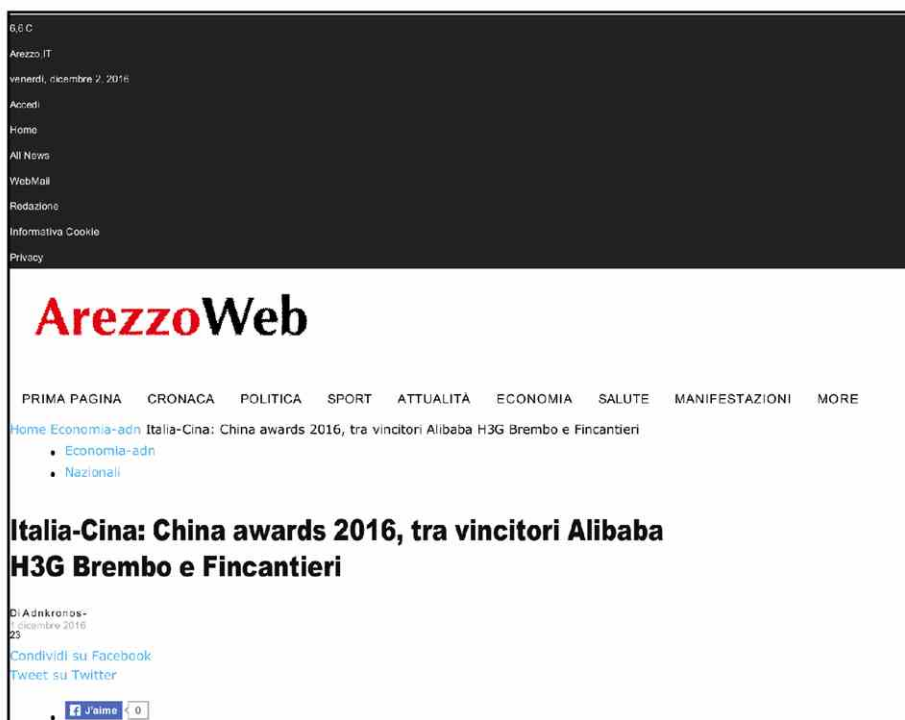 6,6 C
Arezzo,IT
venerdì, dicembre 2, 2016
Accedi
Home
All News
WebMail
Redazione
Informativa Cookie
Privacy
ArezzoWeb
PRIMA PAGINA CRONACA POLITICA SPORT ATTUALITÀ ECONOMIA SALUTE MANIFESTAZIONI MORE
Home Economia-adn Italia-Cina: China awards 2016, tra vincitori Alibaba H3G Brembo e Fincantieri
• Economia-adn
• Nazionali
Italia-Cina: China awards 2016, tra vincitori Alibaba
H3G Brembo e Fincantieri
Di Adnkronos-
1 dicembre 2016
23
Condividi su Facebook
Tweet su Twitter
• J'aime 0